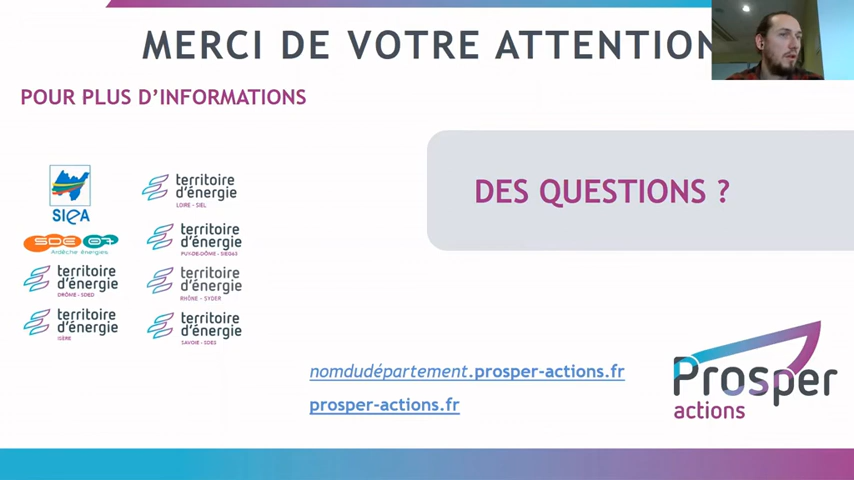 MERCI DE VOTRE ATTENTION
POUR PLUS D'INFORMATIONS
DES QUESTIONS ?
SIEA
territoire
d'énergie
LOIRE - SIEL
SDE 07
Ardèche énergies
territoire
d'énergie
PUY-DE-DÔME - SIEG63
territoire
d'énergie
DRÔME - SDED
territoire
d'énergie
RHÔNE - SYDER
territoire
d'énergie
ISÈRE
territoire
d'énergie
SAVOIE - SDES
nomdudépartement.prosper-actions.fr
prosper-actions.fr
Prosper
actions